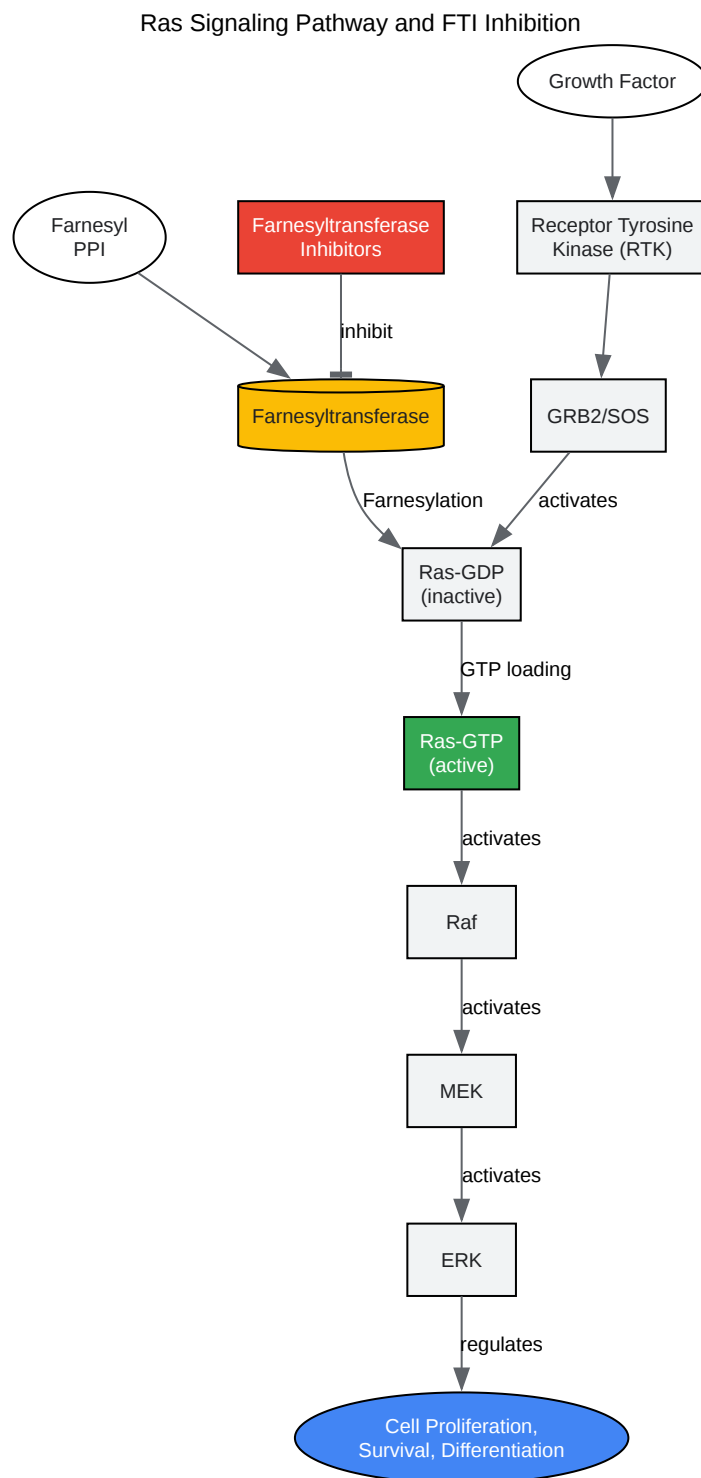 Ras Signaling Pathway and FTI Inhibition
Growth Factor
Farnesyl
PPI
Farnesyltransferase
Inhibitors
Receptor Tyrosine
Kinase (RTK)
inhibit
Farnesyltransferase
GRB2/SOS
Farnesylation
activates
Ras-GDP
(inactive)
GTP loading
Ras-GTP
(active)
activates
Raf
activates
MEK
activates
ERK
regulates
Cell Proliferation,
Survival, Differentiation